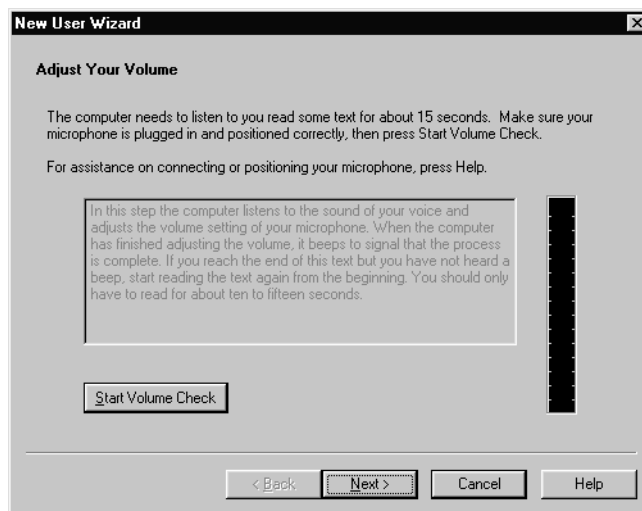 New User Wizard
Adjust Your Volume
The computer needs to listen to you read some text for about 15 seconds. Make sure your
microphone is plugged in and positioned correctly, then press Start Volume Check.
For assistance on connecting or positioning your microphone, press Help.
In this step the computer listens to the sound of your voice and
adjusts the volume setting of your microphone. When the computer
has finished adjusting the volume, it beeps to signal that the process
is complete. If you reach the end of this text but you have not heard a
beep, start reading the text again from the beginning. You should only
have to read for about ten to fifteen seconds.
Start Volume Check
< Back Next > Cancel Help